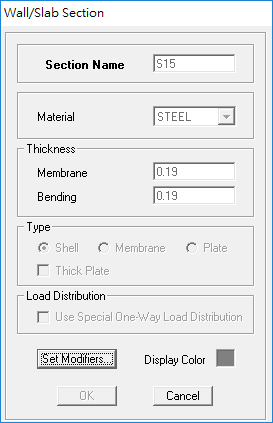 Wall/Slab Section
Section Name S15
Material STEEL
Thickness
Membrane 0.19
Bending 0.19
Type
Shell Membrane Plate
Thick Plate
Load Distribution
Use Special One-Way Load Distribution
Set Modifiers... Display Color
OK Cancel